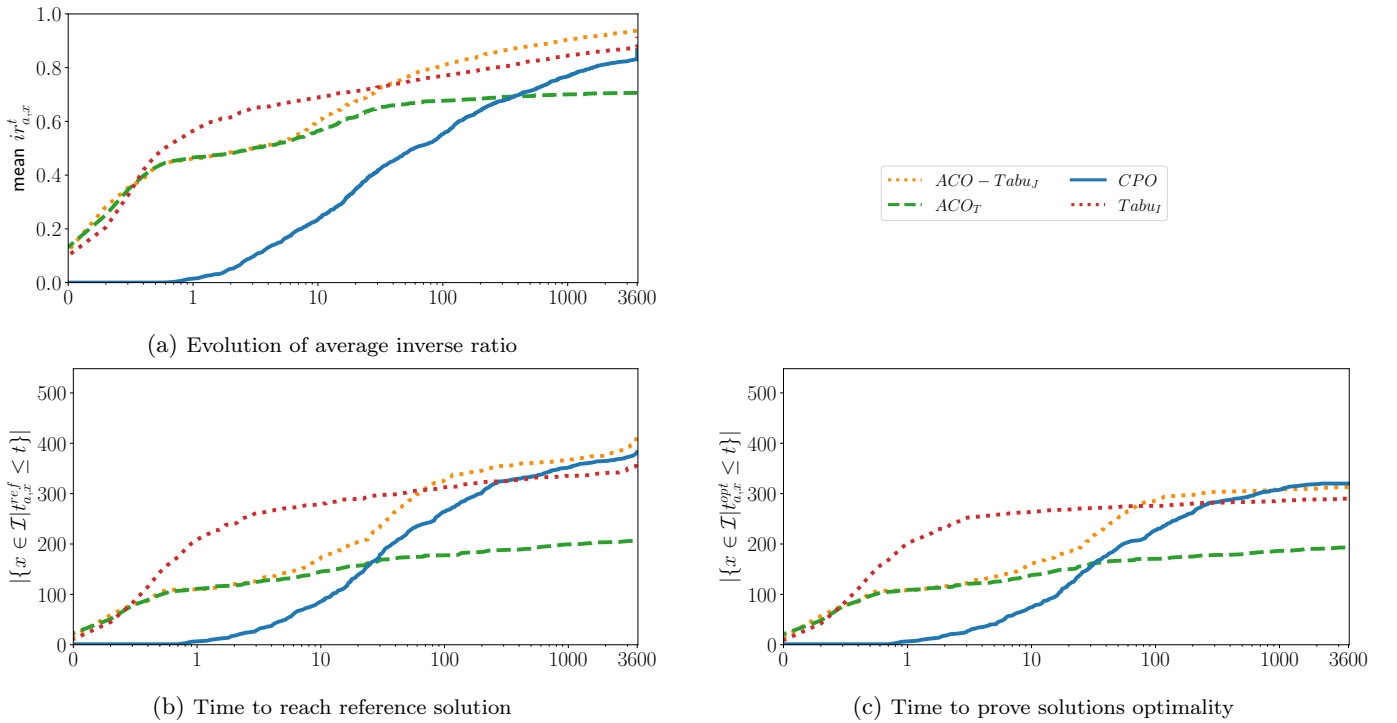 1.0
0.8
0.6
0.4
0.2
0.0
mean $ir^t_{a,x}$
0 1 10 100 1000 3600
(a) Evolution of average inverse ratio
ACO − Tabu_J
ACO_T
CPO
Tabu_I
500
400
300
200
100
0
|{x ∈ I|t^{ref}_{a,x} ≤ t}|
0 1 10 100 1000 3600
(b) Time to reach reference solution
500
400
300
200
100
0
|{x ∈ I|t^{opt}_{a,x} ≤ t}|
0 1 10 100 1000 3600
(c) Time to prove solutions optimality